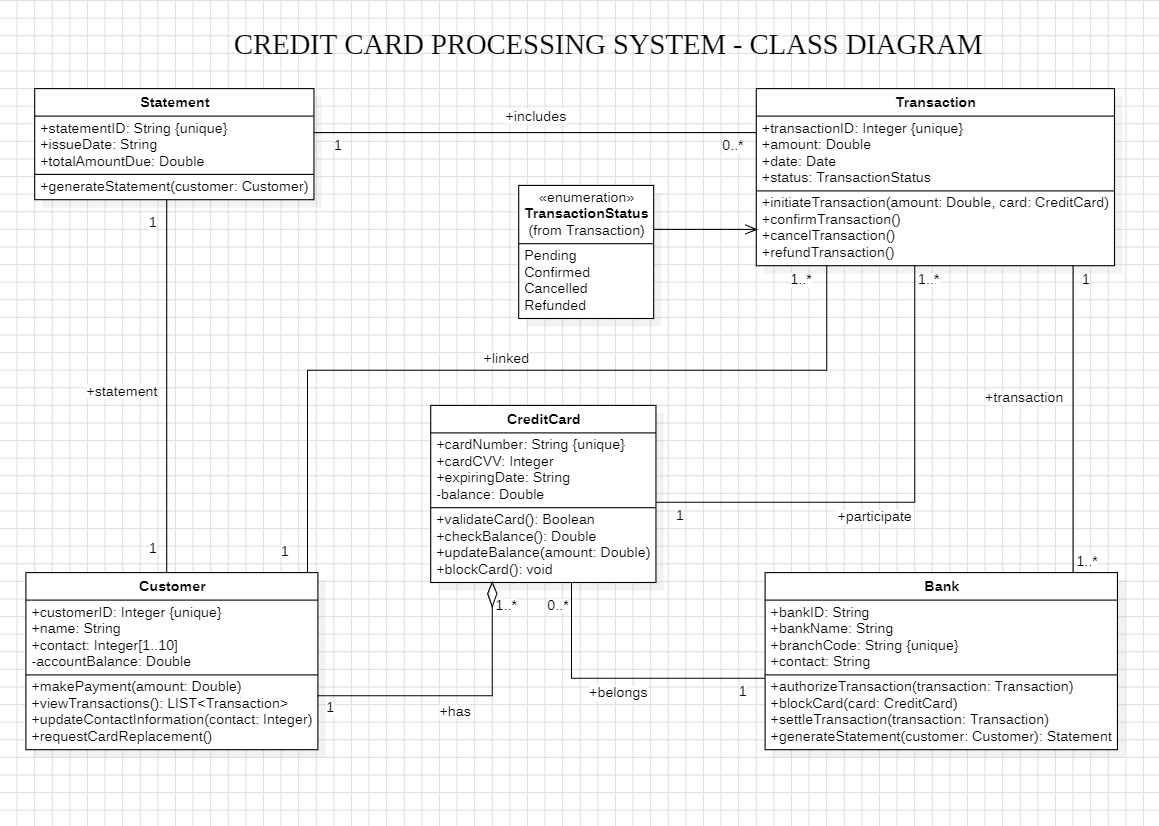 CREDIT CARD PROCESSING SYSTEM - CLASS DIAGRAM
Statement
+statementID: String {unique}
+issueDate: String
+totalAmountDue: Double
+generateStatement(customer: Customer)
+includes
1
0..*
Transaction
+transactionID: Integer {unique}
+amount: Double
+date: Date
+status: TransactionStatus
+initiateTransaction(amount: Double, card: CreditCard)
+confirmTransaction()
+cancelTransaction()
+refundTransaction()
«enumeration»
TransactionStatus
(from Transaction)
Pending
Confirmed
Cancelled
Refunded
1
1..*
1..*
1
+linked
+statement
+transaction
CreditCard
+cardNumber: String {unique}
+cardCVV: Integer
+expiringDate: String
-balance: Double
+validateCard(): Boolean
+checkBalance(): Double
+updateBalance(amount: Double)
+blockCard(): void
1
+participate
1
1
1..*
Customer
+customerID: Integer {unique}
+name: String
+contact: Integer[1..10]
-accountBalance: Double
+makePayment(amount: Double)
+viewTransactions(): LIST<Transaction>
+updateContactInformation(contact: Integer)
+requestCardReplacement()
1..*
0..*
+belongs
1
1
+has
Bank
+bankID: String
+bankName: String
+branchCode: String {unique}
+contact: String
+authorizeTransaction(transaction: Transaction)
+blockCard(card: CreditCard)
+settleTransaction(transaction: Transaction)
+generateStatement(customer: Customer): Statement